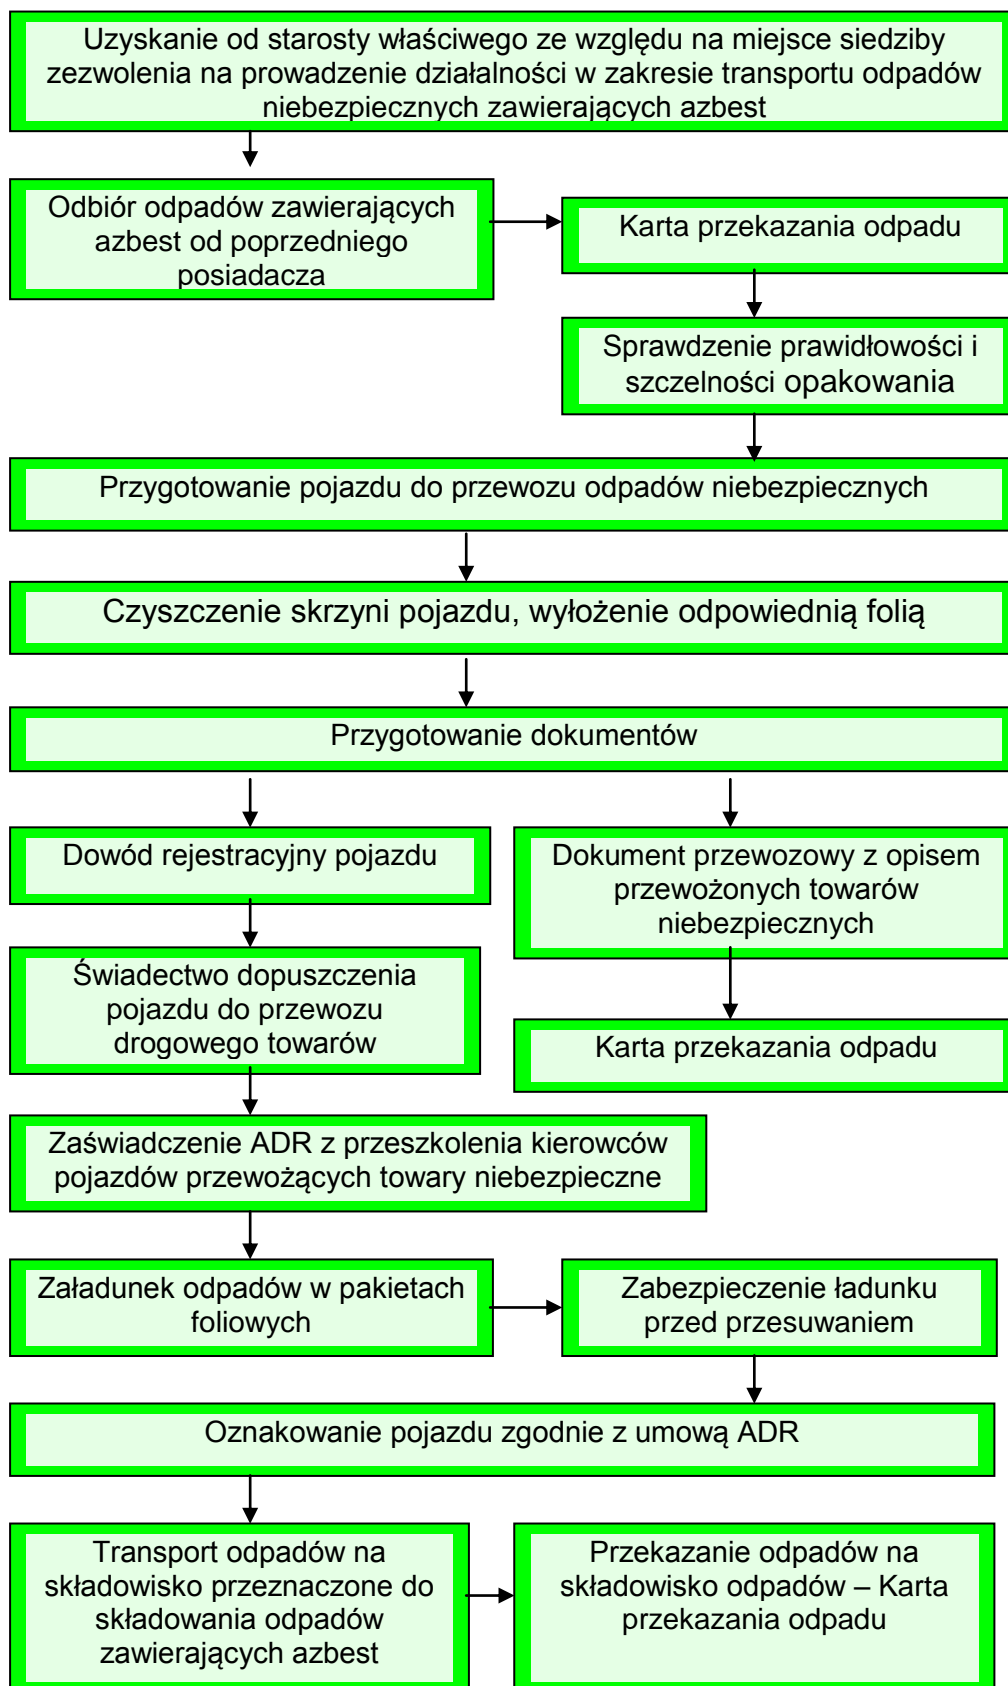 Uzyskanie od starosty właściwego ze względu na miejsce siedziby
zezwolenia na prowadzenie działalności w zakresie transportu odpadów
niebezpiecznych zawierających azbest
Odbiór odpadów zawierających
azbest od poprzedniego
posiadacza
Karta przekazania odpadu
Sprawdzenie prawidłowości i
szczelności opakowania
Przygotowanie pojazdu do przewozu odpadów niebezpiecznych
Czyszczenie skrzyni pojazdu, wyłożenie odpowiednią folią
Przygotowanie dokumentów
Dowód rejestracyjny pojazdu
Świadectwo dopuszczenia
pojazdu do przewozu
drogowego towarów
Dokument przewozowy z opisem
przewożonych towarów
niebezpiecznych
Karta przekazania odpadu
Zaświadczenie ADR z przeszkolenia kierowców
pojazdów przewożących towary niebezpieczne
Załadunek odpadów w pakietach
foliowych
Zabezpieczenie ładunku
przed przesuwaniem
Oznakowanie pojazdu zgodnie z umową ADR
Transport odpadów na
składowisko przeznaczone do
składowania odpadów
zawierających azbest
Przekazanie odpadów na
składowisko odpadów – Karta
przekazania odpadu